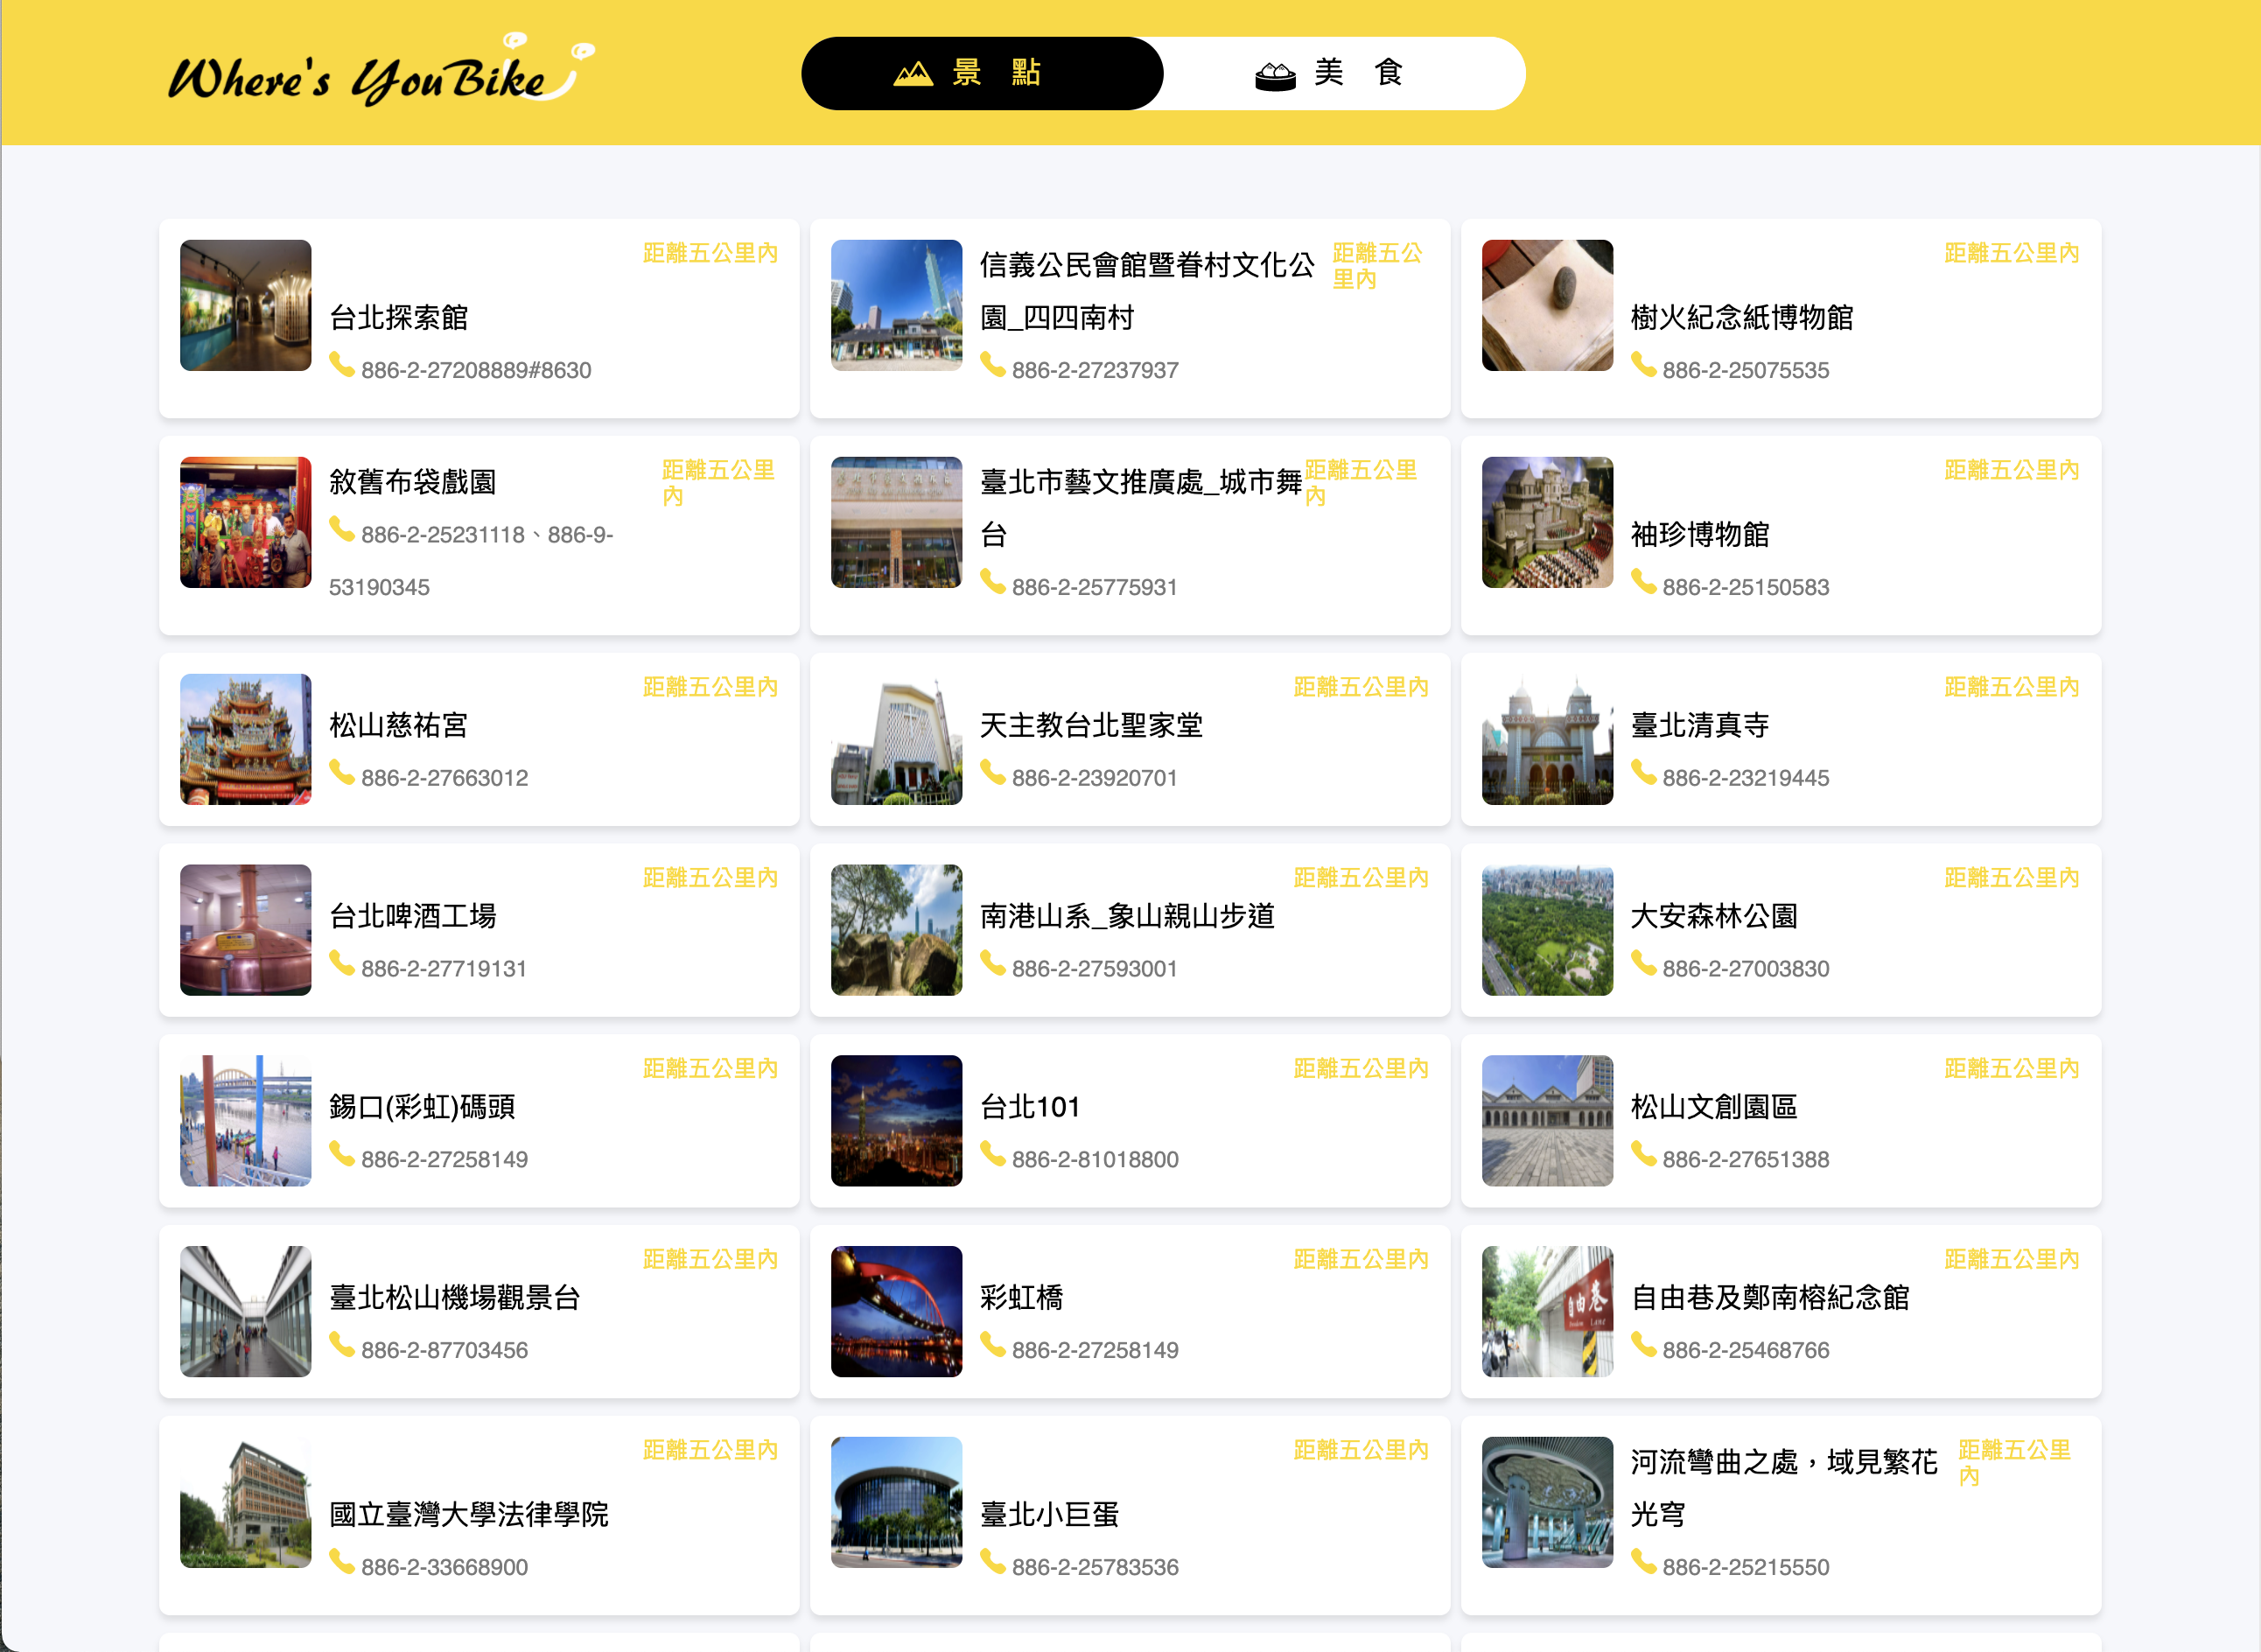 Where's YouBike
景 點
美 食
台北探索館
距離五公里內
886-2-27208889#8630
信義公民會館暨眷村文化公
園_四四南村
距離五公
里內
886-2-27237937
樹火紀念紙博物館
距離五公里內
886-2-25075535
敘舊布袋戲園
距離五公里
內
886-2-25231118、886-9-
53190345
臺北市藝文推廣處_城市舞
台
距離五公里
內
886-2-25775931
袖珍博物館
距離五公里內
886-2-25150583
松山慈祐宮
距離五公里內
886-2-27663012
天主教台北聖家堂
距離五公里內
886-2-23920701
臺北清真寺
距離五公里內
886-2-23219445
台北啤酒工場
距離五公里內
886-2-27719131
南港山系_象山親山步道
距離五公里內
886-2-27593001
大安森林公園
距離五公里內
886-2-27003830
錫口(彩虹)碼頭
距離五公里內
886-2-27258149
台北101
距離五公里內
886-2-81018800
松山文創園區
距離五公里內
886-2-27651388
臺北松山機場觀景台
距離五公里內
886-2-87703456
彩虹橋
距離五公里內
886-2-27258149
自由巷
自由巷及鄭南榕紀念館
距離五公里內
886-2-25468766
國立臺灣大學法律學院
距離五公里內
886-2-33668900
臺北小巨蛋
距離五公里內
886-2-25783536
河流彎曲之處，域見繁花
光穹
距離五公里
內
886-2-25215550